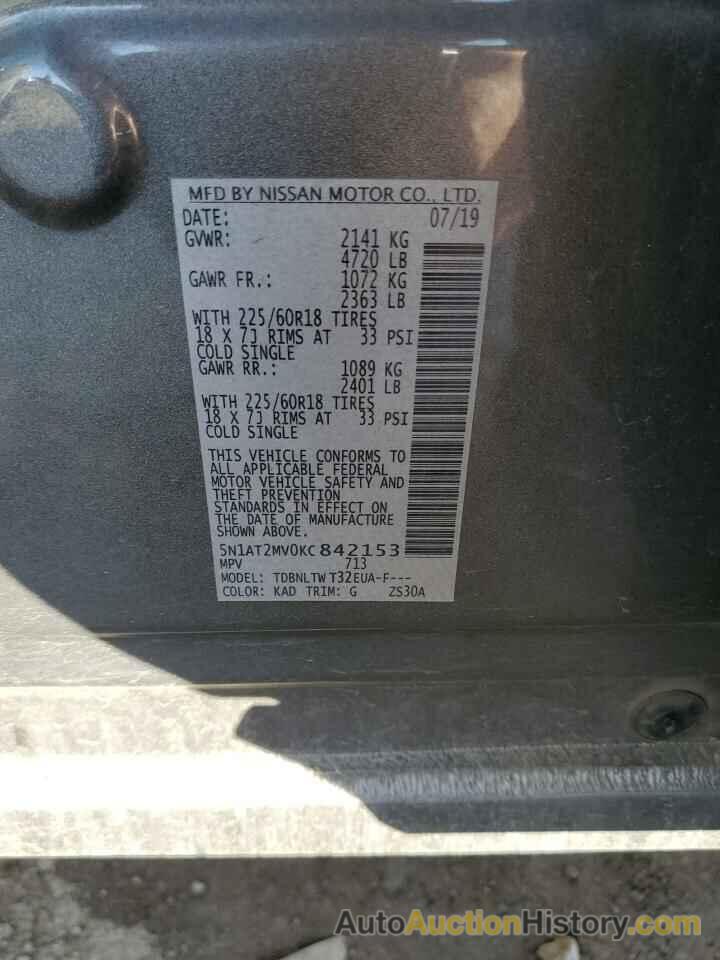 MFD BY NISSAN MOTOR CO., LTD.
DATE: 07/19
GVWR: 2141 KG
4720 LB
GAWR FR.: 1072 KG
2363 LB
WITH 225/60R18 TIRES
18 X 7J RIMS AT 33 PSI
COLD SINGLE
GAWR RR.: 1089 KG
2401 LB
WITH 225/60R18 TIRES
18 X 7J RIMS AT 33 PSI
COLD SINGLE
THIS VEHICLE CONFORMS TO
ALL APPLICABLE FEDERAL
MOTOR VEHICLE SAFETY AND
THEFT PREVENTION
STANDARDS IN EFFECT ON
THE DATE OF MANUFACTURE
SHOWN ABOVE.
5N1AT2MV0KC842153
MPV 713
MODEL: TDBNLTW T32EUA-F---
COLOR: KAD TRIM: G ZS30A
AutoAuctionHistory.com